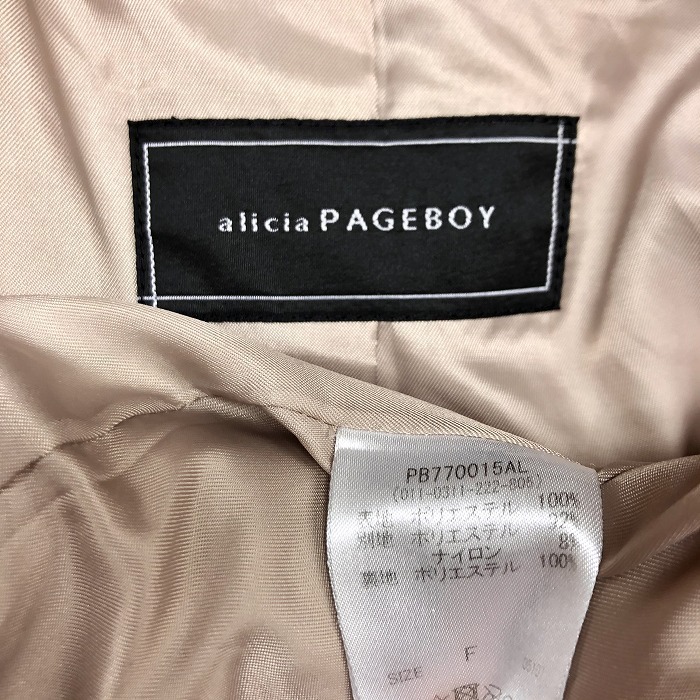 alicia PAGEBOY
PB770015AL
(011-0311-222-805)
表地 ポリエステル 100%
別地 ポリエステル 92%
ナイロン 8%
裏地 ポリエステル 100%
SIZE F